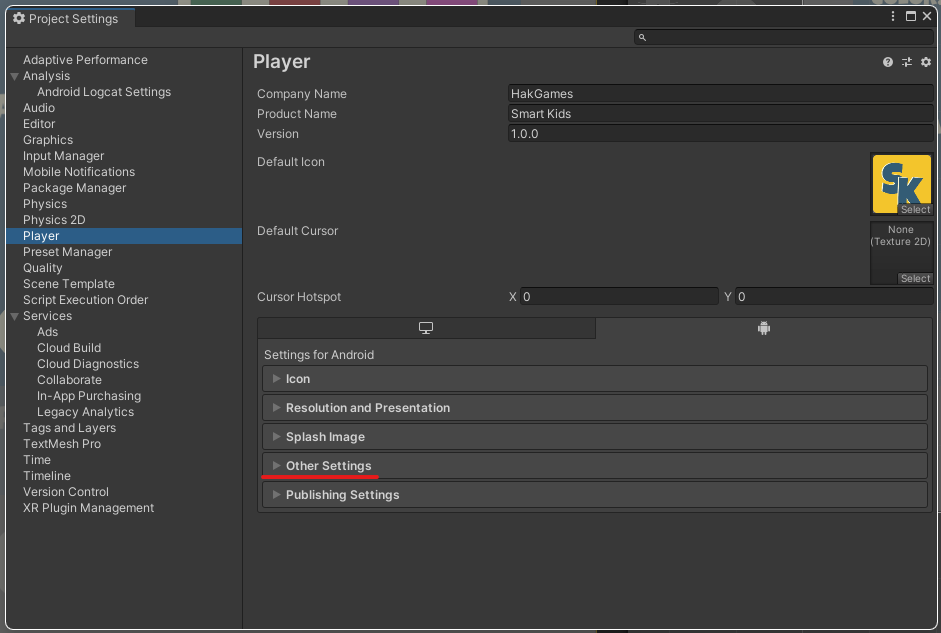 Project Settings
Adaptive Performance
Analysis
Android Logcat Settings
Audio
Editor
Graphics
Input Manager
Mobile Notifications
Package Manager
Physics
Physics 2D
Player
Preset Manager
Quality
Scene Template
Script Execution Order
Services
Ads
Cloud Build
Cloud Diagnostics
Collaborate
In-App Purchasing
Legacy Analytics
Tags and Layers
TextMesh Pro
Time
Timeline
Version Control
XR Plugin Management
Player
Company Name HakGames
Product Name Smart Kids
Version 1.0.0
Default Icon
SK
Select
Default Cursor
None
(Texture 2D)
Select
Cursor Hotspot X 0 Y 0
Settings for Android
Icon
Resolution and Presentation
Splash Image
Other Settings
Publishing Settings